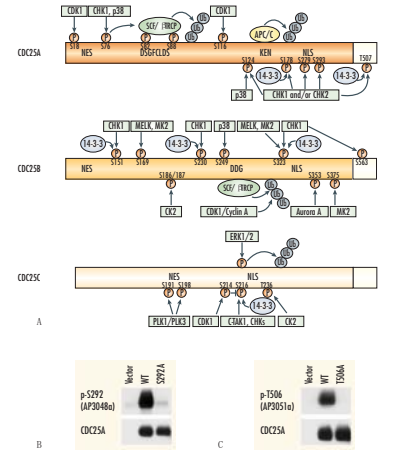 CDK1 CHK1, p38 SCF/ βTRCP Ub Ub Ub CDK1 APC/C Ub Ub Ub
P P P P P
S18 S76 S82 S88 S116
CDC25A NES DSGFCLDS KEN NLS T507
S124 S178 S279 S293
P P P P P
14-3-3 14-3-3
p38 CHK1 and/or CHK2
CHK1 MELK, MK2 CHK1 p38 MELK, MK2 CHK1
14-3-3 14-3-3 14-3-3
P P P P P P
S151 S169 S230 S249 S323 S563
CDC25B NES DDG NLS
S186/187 S353 S375
P SCF/ βTRCP Ub Ub Ub P P
CK2 CDK1/Cyclin A Aurora A MK2
ERK1/2
P Ub Ub Ub
CDC25C NES NLS
S191 S198 S214 S216 T236
P P P P P
14-3-3
PLK1/PLK3 CDK1 C-TAK1, CHKs CK2
A
Vector WT S292A
p-S292
(AP3048a)
CDC25A
B
Vector WT T506A
p-T506
(AP3051a)
CDC25A
C